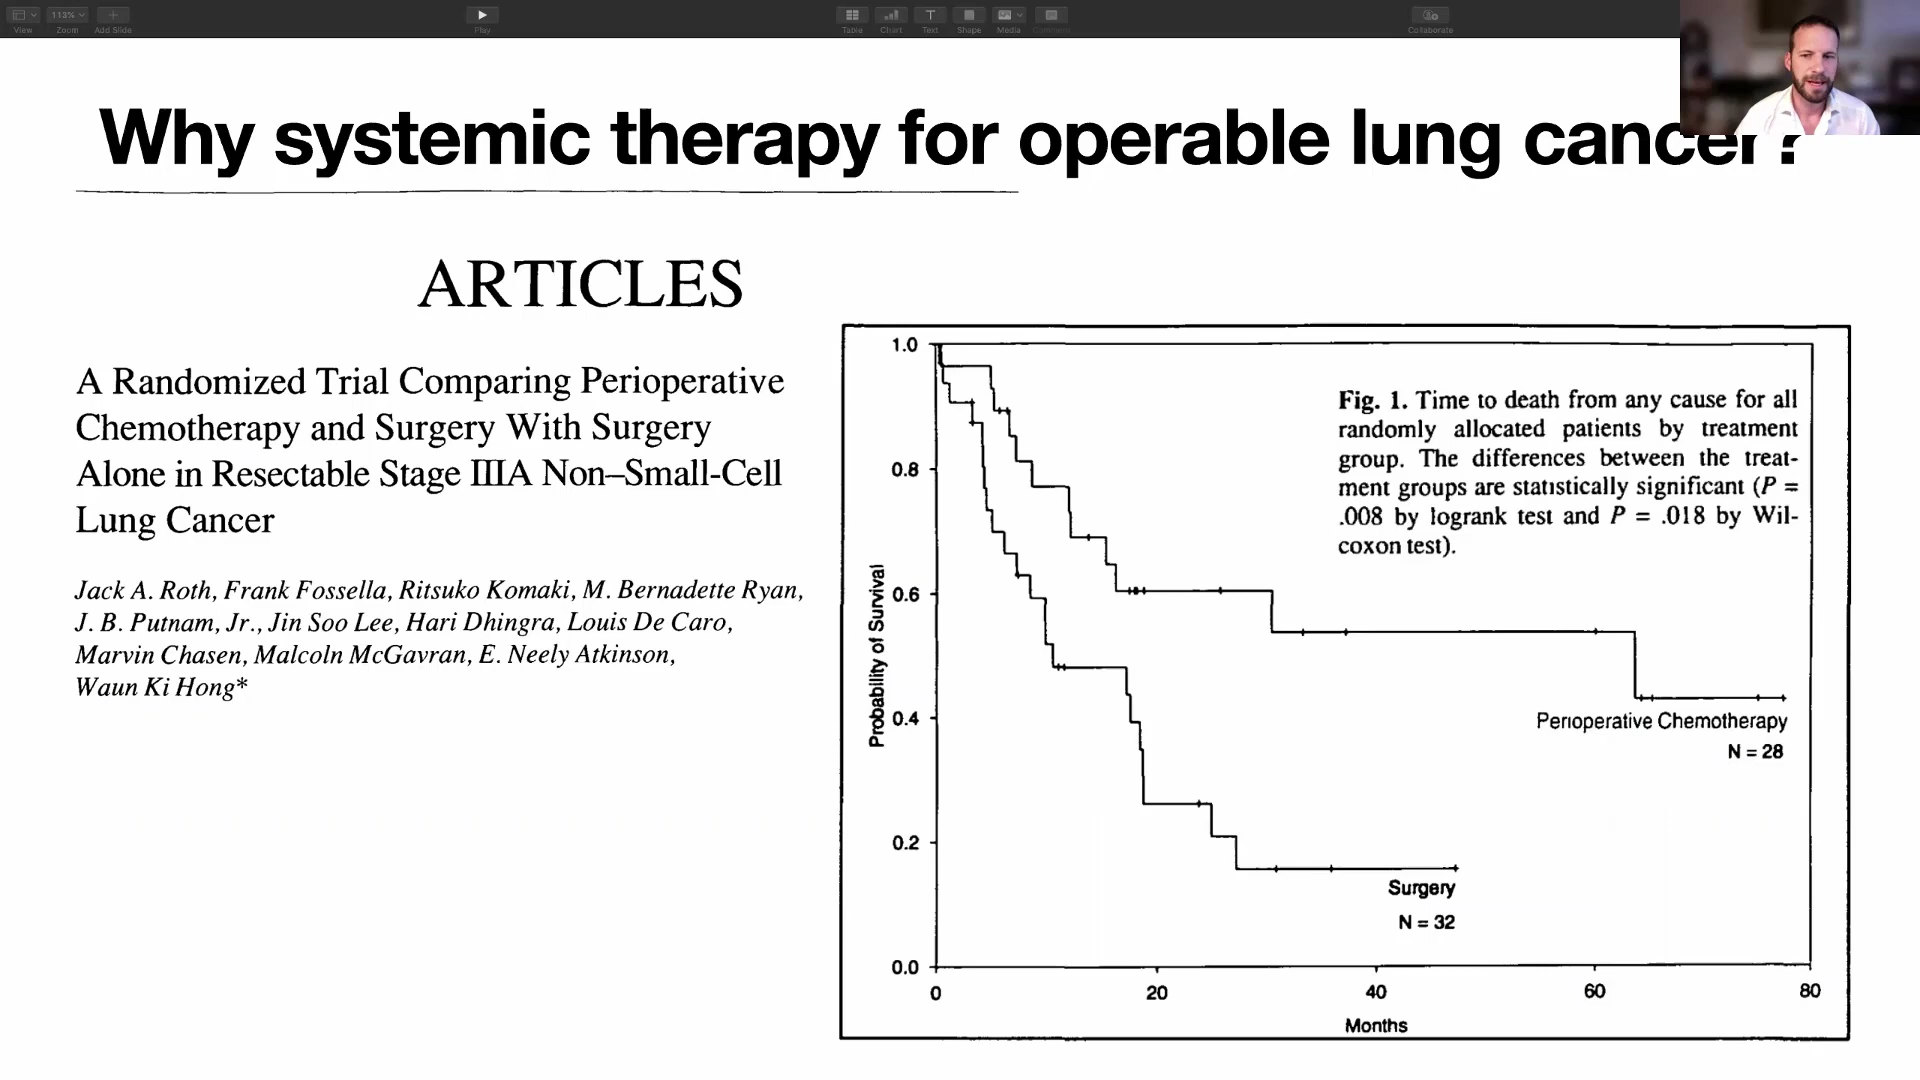 113%
View
Zoom
Add Slide
Play
Table
Chart
Text
Shape
Media
Comment
Collaborate
Why systemic therapy for operable lung cancer?
ARTICLES
A Randomized Trial Comparing Perioperative
Chemotherapy and Surgery With Surgery
Alone in Resectable Stage IIIA Non–Small-Cell
Lung Cancer
Jack A. Roth, Frank Fossella, Ritsuko Komaki, M. Bernadette Ryan,
J. B. Putnam, Jr., Jin Soo Lee, Hari Dhingra, Louis De Caro,
Marvin Chasen, Malcoln McGavran, E. Neely Atkinson,
Waun Ki Hong*
Fig. 1. Time to death from any cause for all
randomly allocated patients by treatment
group. The differences between the treat-
ment groups are statistically significant (P =
.008 by logrank test and P = .018 by Wil-
coxon test).
Probability of Survival
1.0
0.8
0.6
0.4
0.2
0.0
Perioperative Chemotherapy
N = 28
Surgery
N = 32
0
20
40
60
80
Months